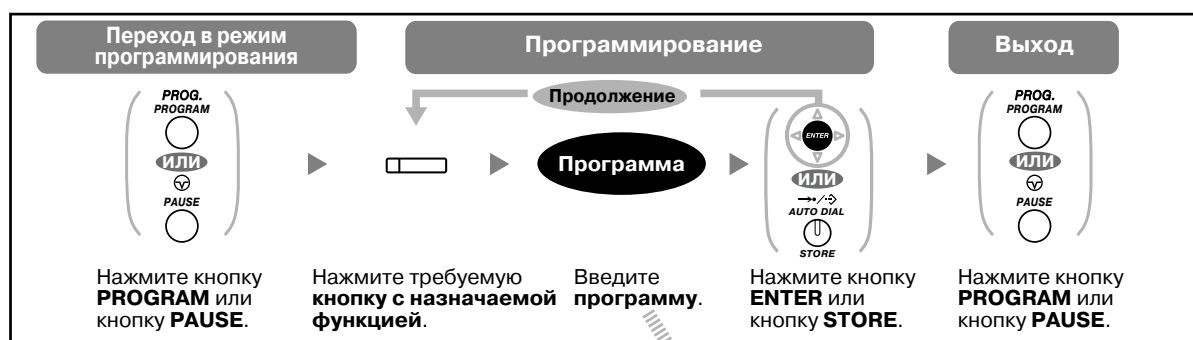 Переход в режим
программирования
Программирование
Выход
PROG.
PROGRAM
ИЛИ
PAUSE
Продолжение
Программа
ENTER
ИЛИ
AUTO DIAL
STORE
PROG.
PROGRAM
ИЛИ
PAUSE
Нажмите кнопку
PROGRAM или
кнопку PAUSE.
Нажмите требуемую
кнопку с назначаемой
функцией.
Введите
программу.
Нажмите кнопку
ENTER или
кнопку STORE.
Нажмите кнопку
PROGRAM или
кнопку PAUSE.